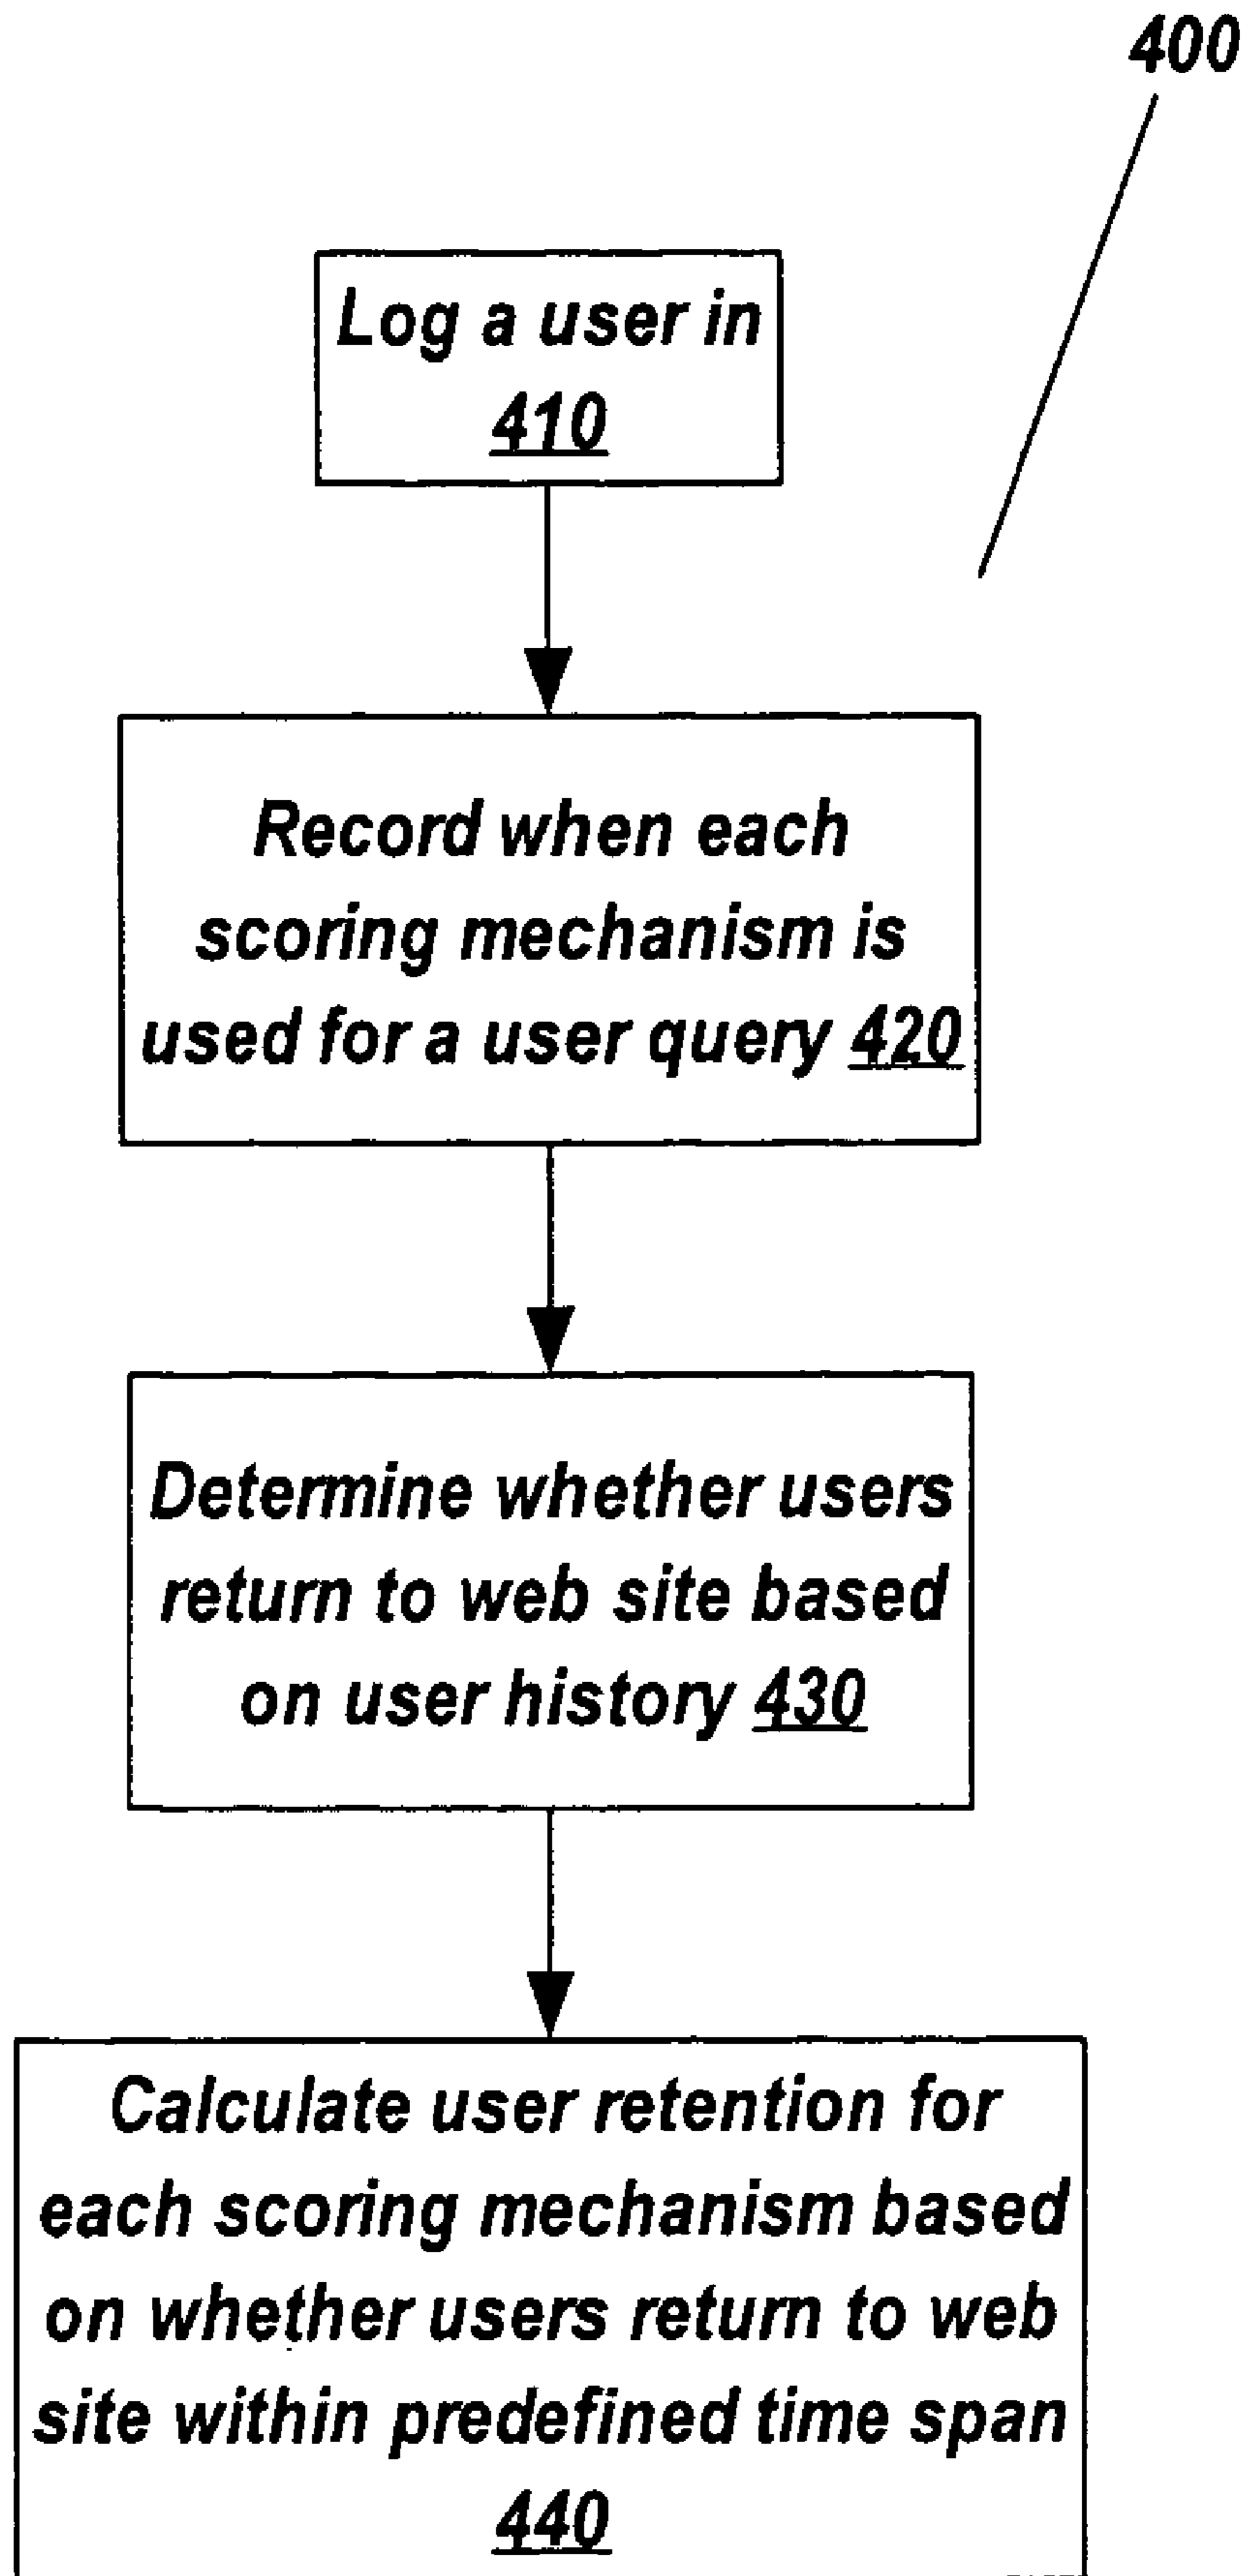 400
Log a user in
410
Record when each
scoring mechanism is
used for a user query 420
Determine whether users
return to web site based
on user history 430
Calculate user retention for
each scoring mechanism based
on whether users return to web
site within predefined time span
440